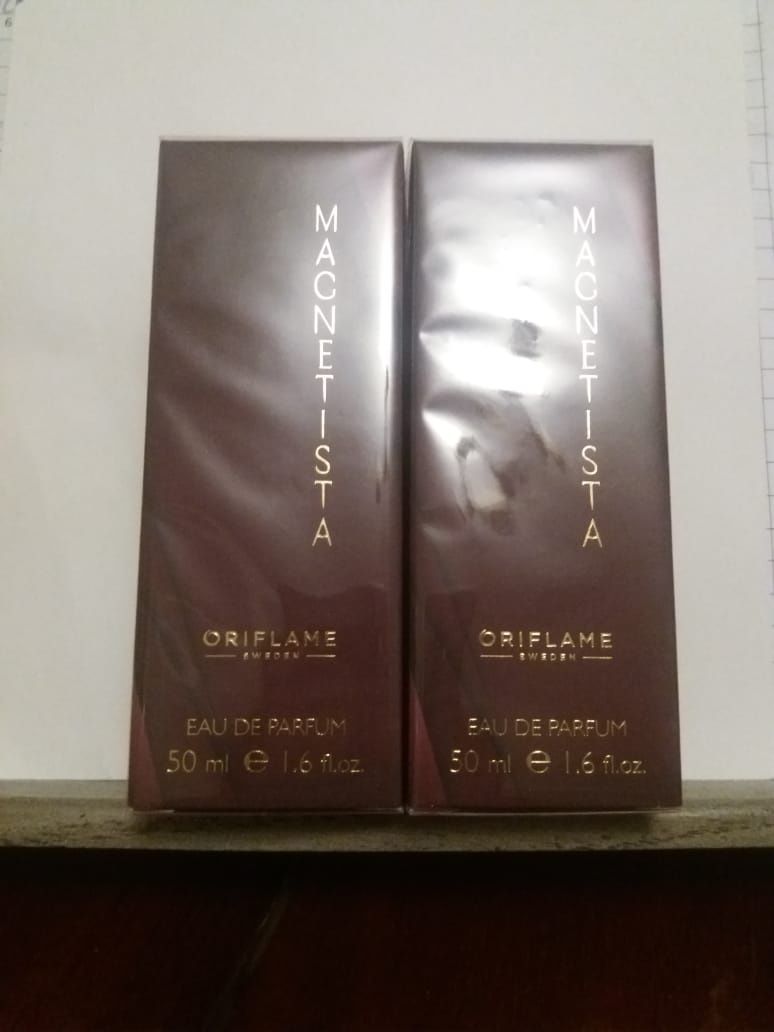 MAGNETISTA
ORIFLAME
SWEDEN
EAU DE PARFUM
50 ml e 1.6 fl.oz.
MAGNETISTA
ORIFLAME
SWEDEN
EAU DE PARFUM
50 ml e 1.6 fl.oz.
6